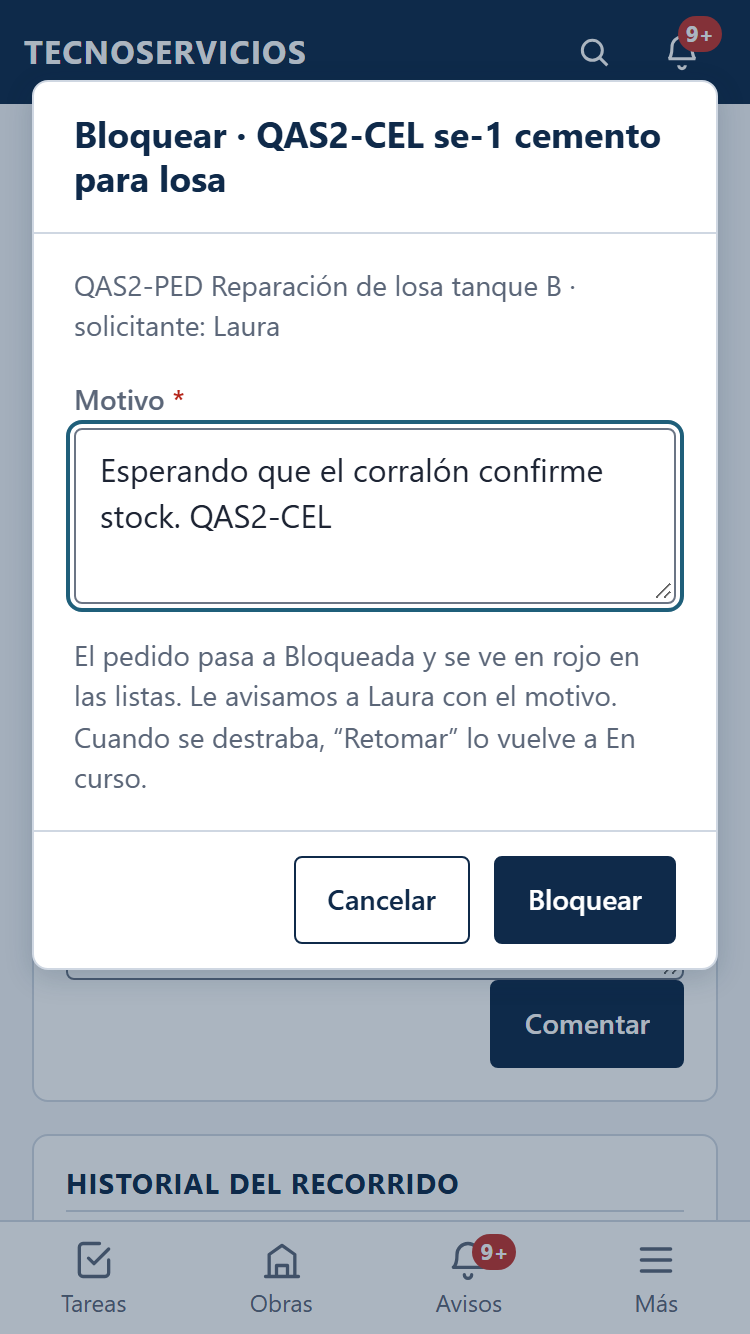 TECNOSERVICIOS
9+
Bloquear · QAS2-CEL se-1 cemento
para losa
QAS2-PED Reparación de losa tanque B ·
solicitante: Laura
Motivo *
Esperando que el corralón confirme
stock. QAS2-CEL
El pedido pasa a Bloqueada y se ve en rojo en
las listas. Le avisamos a Laura con el motivo.
Cuando se destraba, “Retomar” lo vuelve a En
curso.
Cancelar
Bloquear
Comentar
HISTORIAL DEL RECORRIDO
9+
Tareas
Obras
Avisos
Más